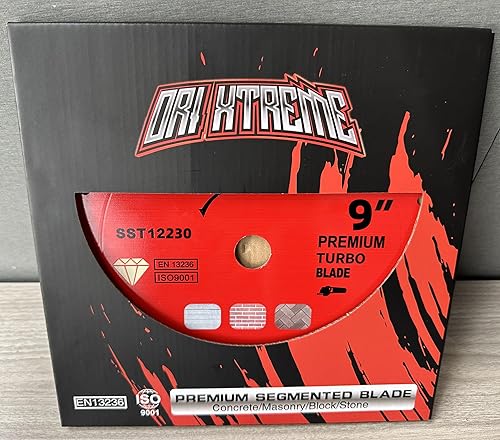 ORI XTREME
9"
SST12230
PREMIUM
TURBO
BLADE
EN 13236
ISO9001
EN13236
ISO
9001
PREMIUM SEGMENTED BLADE
Concrete/Masonry/Block/Stone